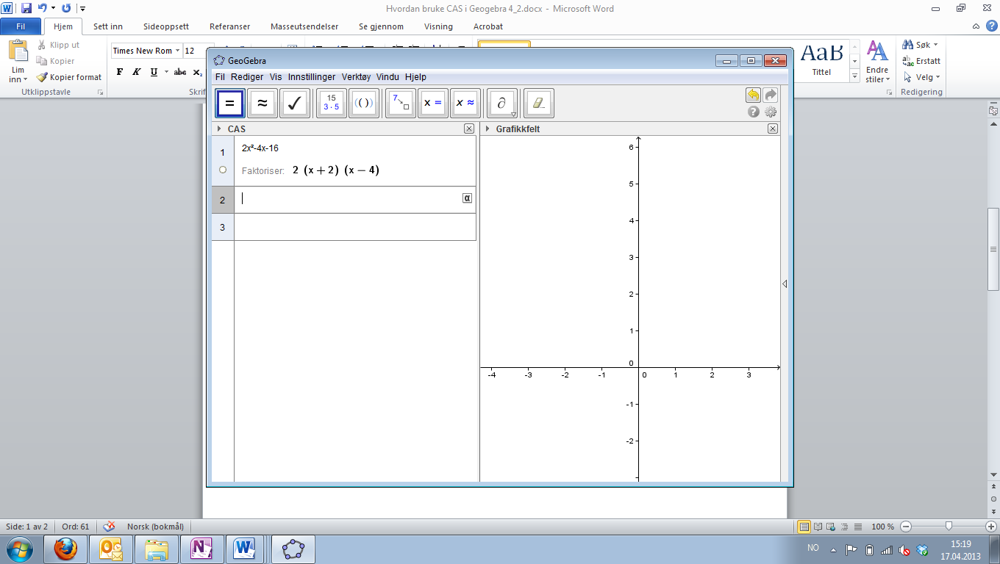 Hvordan bruke CAS i Geogebra 4_2.docx - Microsoft Word
Fil Hjem Sett inn Sideoppsett Referanser Masseutsendelser Se gjennom Visning Acrobat
Lim inn
Klipp ut
Kopier
Kopier format
Utklippstavle
Times New Rom 12
F K U abc x₂
Skrif
AaB
Tittel
Endre stiler
Søk
Erstatt
Velg
Redigering
GeoGebra
Fil Rediger Vis Innstillinger Verktøy Vindu Hjelp
= ≈ ✓ 15 3·5 (( )) 7 x = x ≈ ∂
CAS
Grafikkfelt
1
2x²-4x-16
Faktoriser: 2 (x + 2) (x − 4)
2
α
3
6
5
4
3
2
1
0
-4 -3 -2 -1 0 1 2 3
-1
-2
Side: 1 av 2 Ord: 61 Norsk (bokmål) 100 %
NO
15:19
17.04.2013